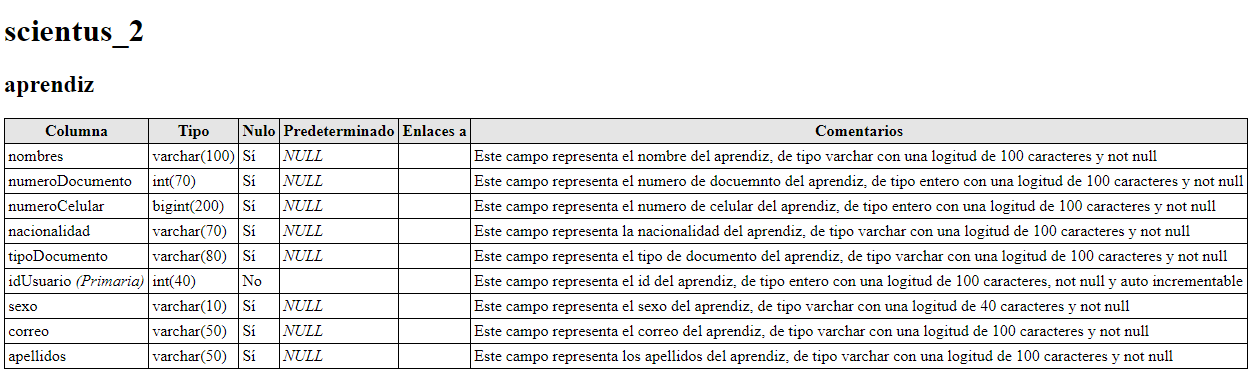 scientus_2
aprendiz
Columna Tipo Nulo Predeterminado Enlaces a Comentarios
nombres varchar(100) Sí NULL Este campo representa el nombre del aprendiz, de tipo varchar con una logitud de 100 caracteres y not null
numeroDocumento int(70) Sí NULL Este campo representa el numero de docuemnto del aprendiz, de tipo entero con una logitud de 100 caracteres y not null
numeroCelular bigint(200) Sí NULL Este campo representa el numero de celular del aprendiz, de tipo entero con una logitud de 100 caracteres y not null
nacionalidad varchar(70) Sí NULL Este campo representa la nacionalidad del aprendiz, de tipo varchar con una logitud de 100 caracteres y not null
tipoDocumento varchar(80) Sí NULL Este campo representa el tipo de documento del aprendiz, de tipo varchar con una logitud de 100 caracteres y not null
idUsuario (Primaria) int(40) No Este campo representa el id del aprendiz, de tipo entero con una logitud de 100 caracteres, not null y auto incrementable
sexo varchar(10) Sí NULL Este campo representa el sexo del aprendiz, de tipo varchar con una logitud de 40 caracteres y not null
correo varchar(50) Sí NULL Este campo representa el correo del aprendiz, de tipo varchar con una logitud de 100 caracteres y not null
apellidos varchar(50) Sí NULL Este campo representa los apellidos del aprendiz, de tipo varchar con una logitud de 100 caracteres y not null